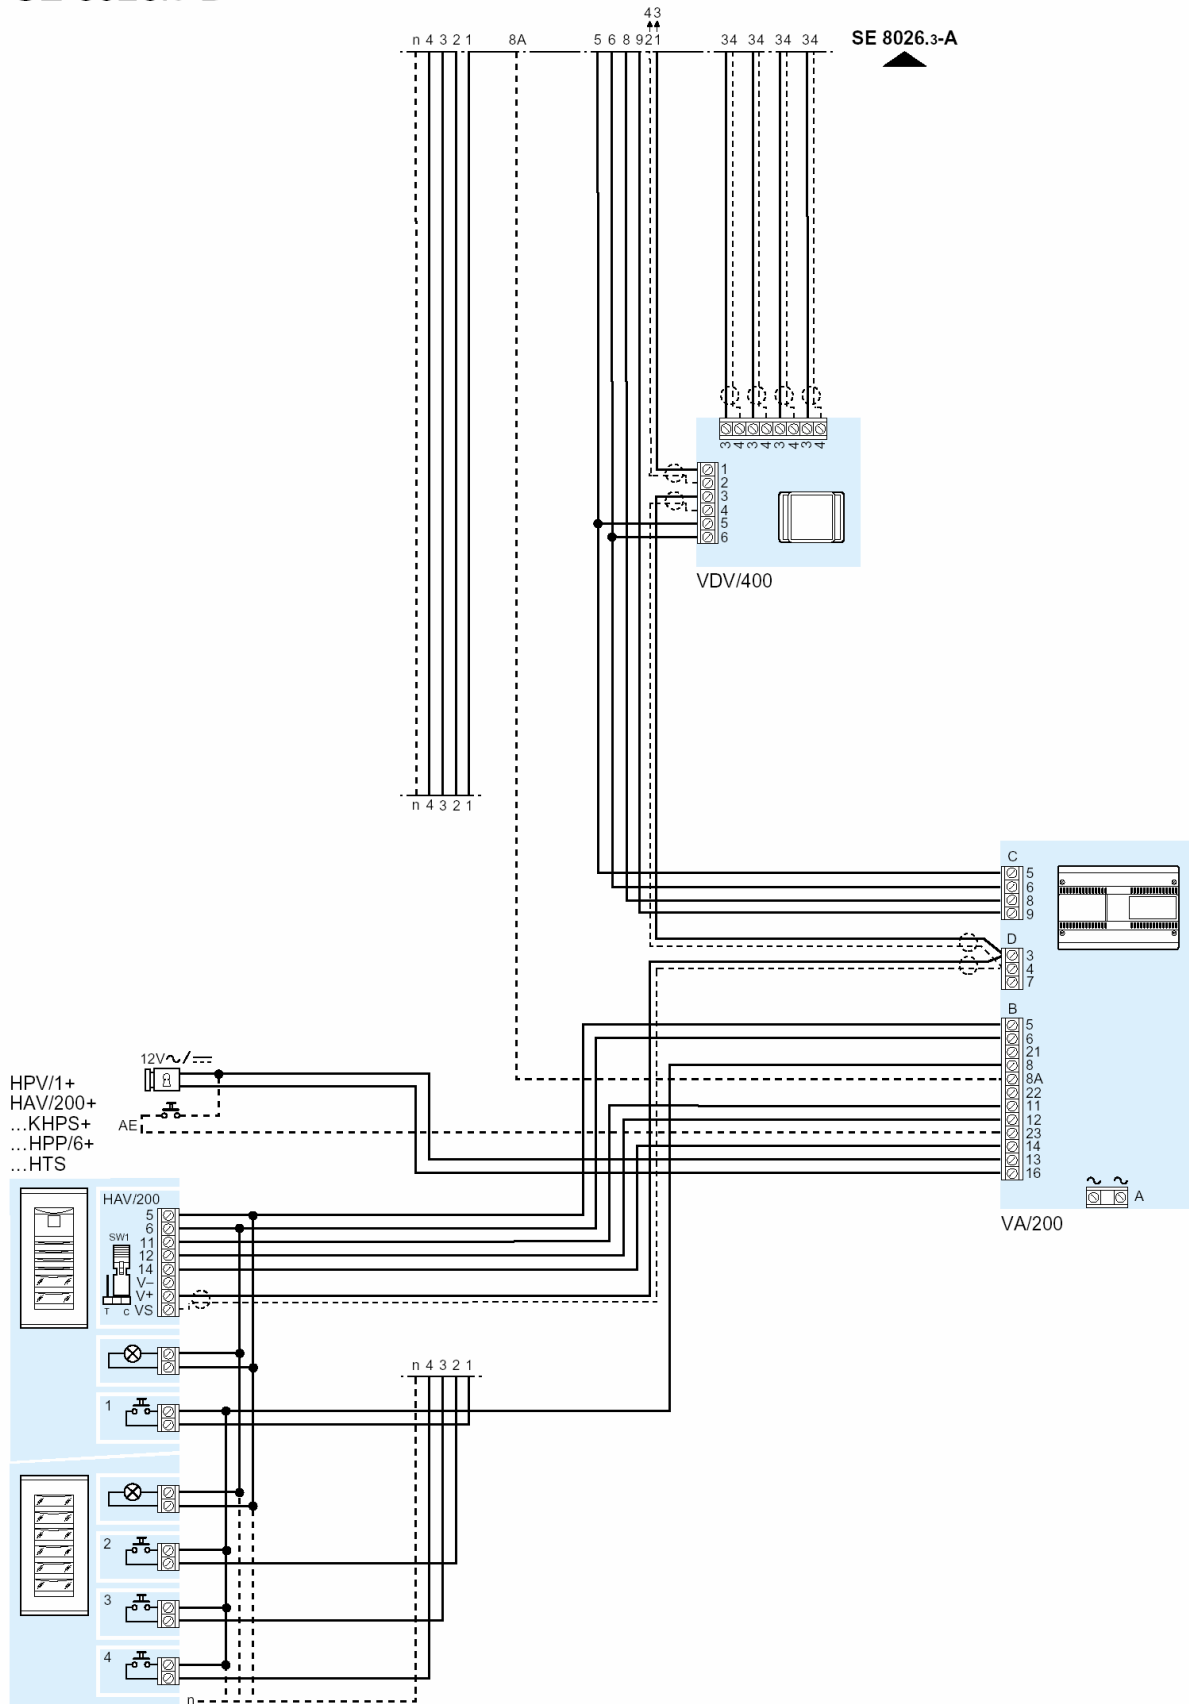 43
n 4 3 2 1 8A 5 6 8 9 2 1 34 34 34 34
SE 8026.3-A
3 4 3 4 3 4 3 4
1
2
3
4
5
6
VDV/400
n 4 3 2 1
C
5
6
8
9
D
3
4
7
B
5
6
21
8
8A
22
11
12
23
14
13
16
A
VA/200
12V
AE
HPV/1+
HAV/200+
...KHPS+
...HPP/6+
...HTS
HAV/200
5
6
11
12
14
V–
V+
VS
SW1
T C
n 4 3 2 1
1
2
3
4
n